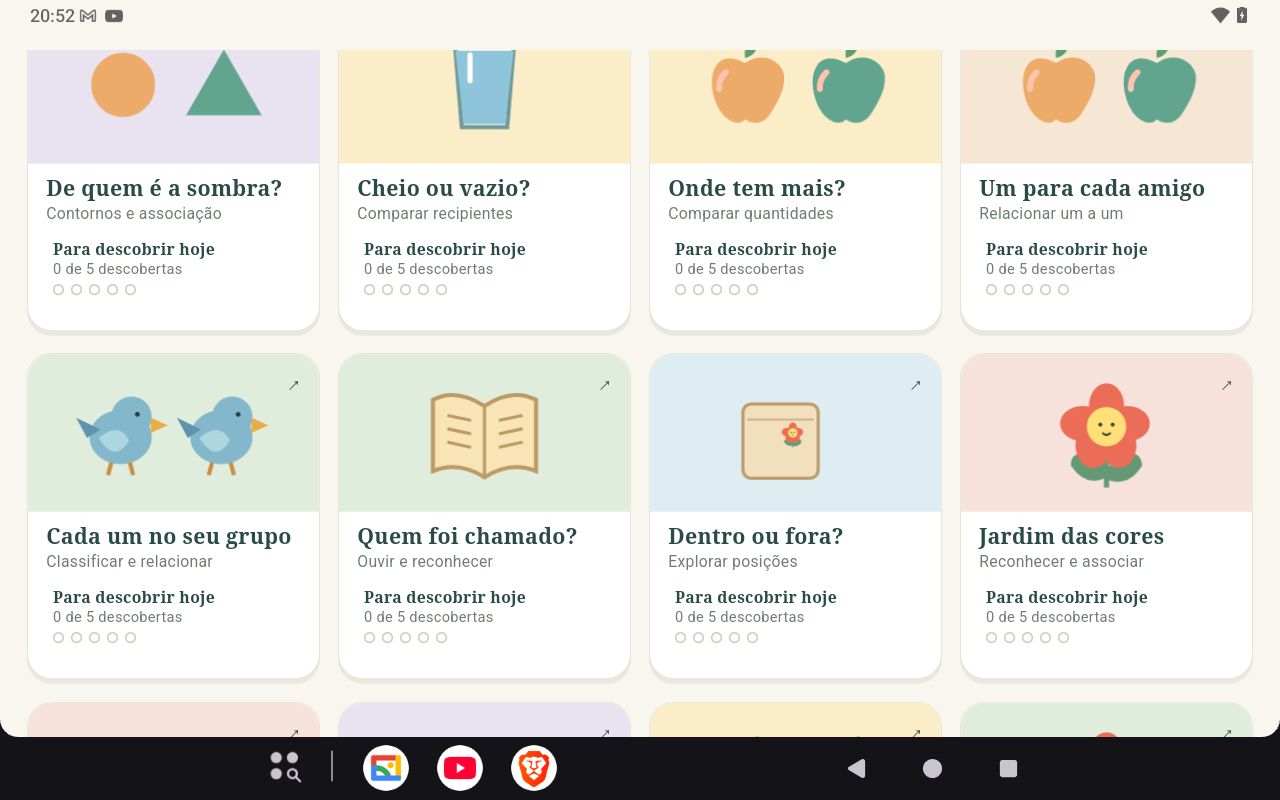 20:52
De quem é a sombra?
Contornos e associação
Para descobrir hoje
0 de 5 descobertas
Cheio ou vazio?
Comparar recipientes
Para descobrir hoje
0 de 5 descobertas
Onde tem mais?
Comparar quantidades
Para descobrir hoje
0 de 5 descobertas
Um para cada amigo
Relacionar um a um
Para descobrir hoje
0 de 5 descobertas
Cada um no seu grupo
Classificar e relacionar
Para descobrir hoje
0 de 5 descobertas
Quem foi chamado?
Ouvir e reconhecer
Para descobrir hoje
0 de 5 descobertas
Dentro ou fora?
Explorar posições
Para descobrir hoje
0 de 5 descobertas
Jardim das cores
Reconhecer e associar
Para descobrir hoje
0 de 5 descobertas